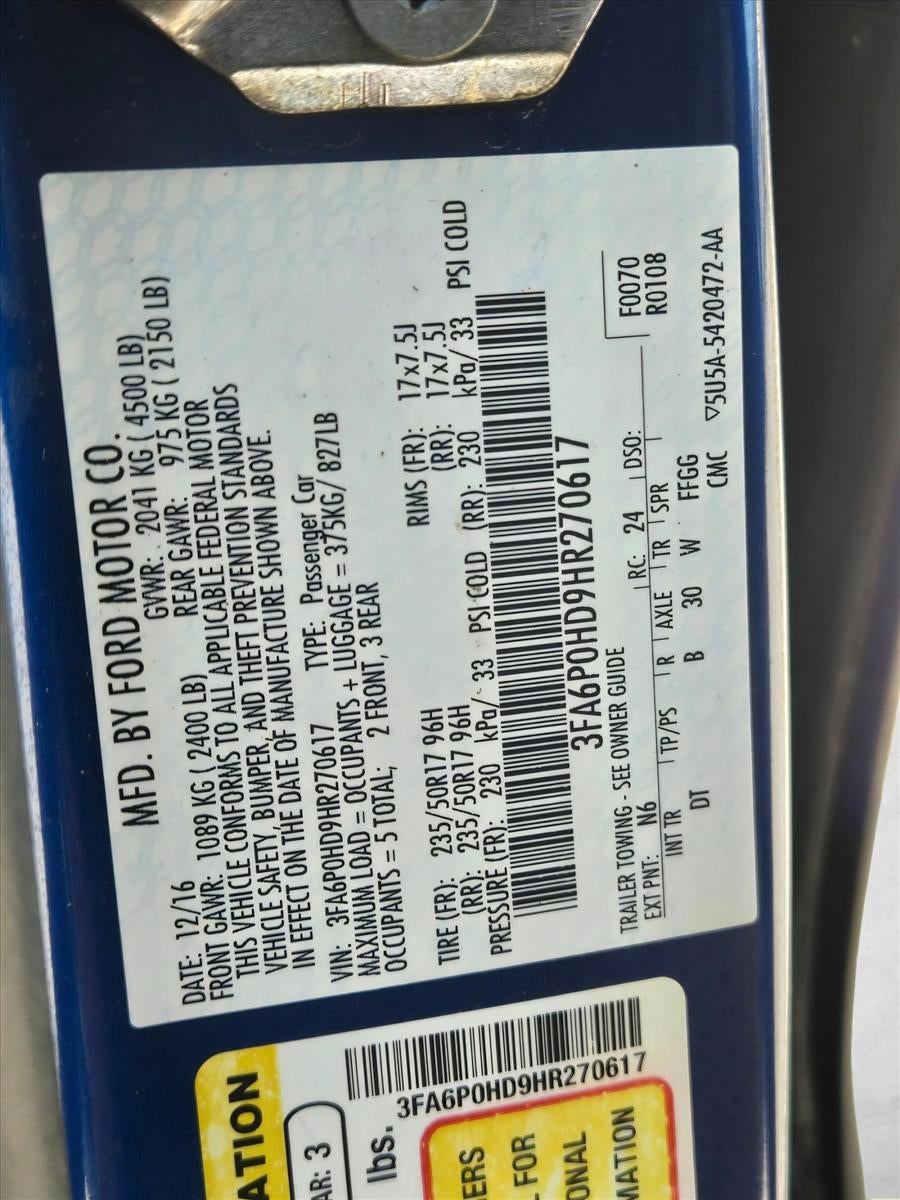 MFD. BY FORD MOTOR CO.
DATE: 12/16 GVWR: 2041 KG ( 4500 LB)
FRONT GAWR: 1089 KG ( 2400 LB) REAR GAWR: 975 KG ( 2150 LB)
THIS VEHICLE CONFORMS TO ALL APPLICABLE FEDERAL MOTOR
VEHICLE SAFETY, BUMPER, AND THEFT PREVENTION STANDARDS
IN EFFECT ON THE DATE OF MANUFACTURE SHOWN ABOVE.
VIN: 3FA6P0HD9HR270617 TYPE: Passenger Car
MAXIMUM LOAD = OCCUPANTS + LUGGAGE = 375KG/ 827LB
OCCUPANTS = 5 TOTAL, 2 FRONT, 3 REAR
TIRE (FR): 235/50R17 96H RIMS (FR): 17x7.5J
(RR): 235/50R17 96H (RR): 17x7.5J
PRESSURE (FR): 230 kPa/ 33 PSI COLD (RR): 230 kPa/ 33 PSI COLD
3FA6P0HD9HR270617
TRAILER TOWING - SEE OWNER GUIDE
EXT PNT: N6 RC: 24 DSO: F0070
R0108
INT TR TP/PS R AXLE TR SPR
DT B 30 W FFGG
CMC ▽5U5A-5420472-AA
ATION
AR: 3
lbs.
3FA6P0HD9HR270617
ERS
FOR
ONAL
MATION